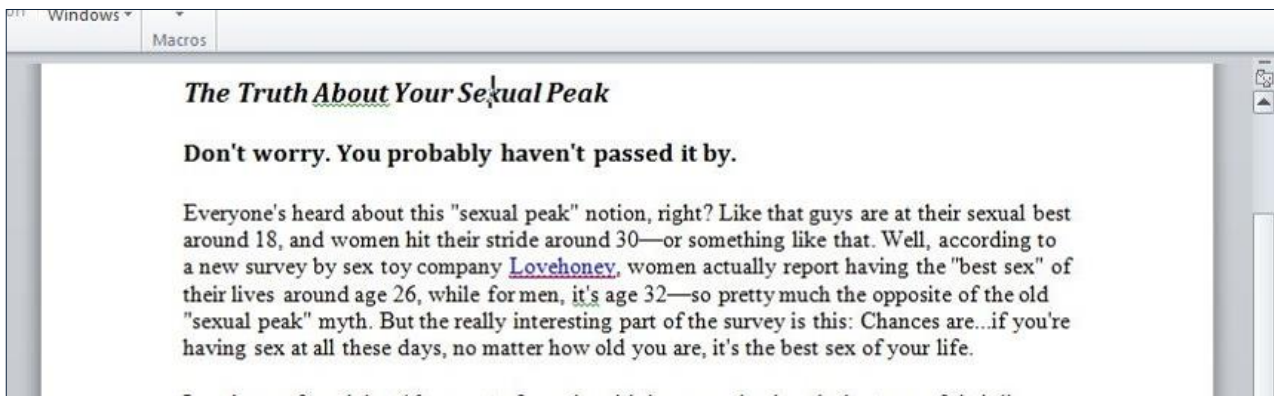 Windows
Macros
The Truth About Your Sexual Peak
Don't worry. You probably haven't passed it by.
Everyone's heard about this "sexual peak" notion, right? Like that guys are at their sexual best
around 18, and women hit their stride around 30—or something like that. Well, according to
a new survey by sex toy company Lovehoney, women actually report having the "best sex" of
their lives around age 26, while for men, it's age 32—so pretty much the opposite of the old
"sexual peak" myth. But the really interesting part of the survey is this: Chances are...if you're
having sex at all these days, no matter how old you are, it's the best sex of your life.